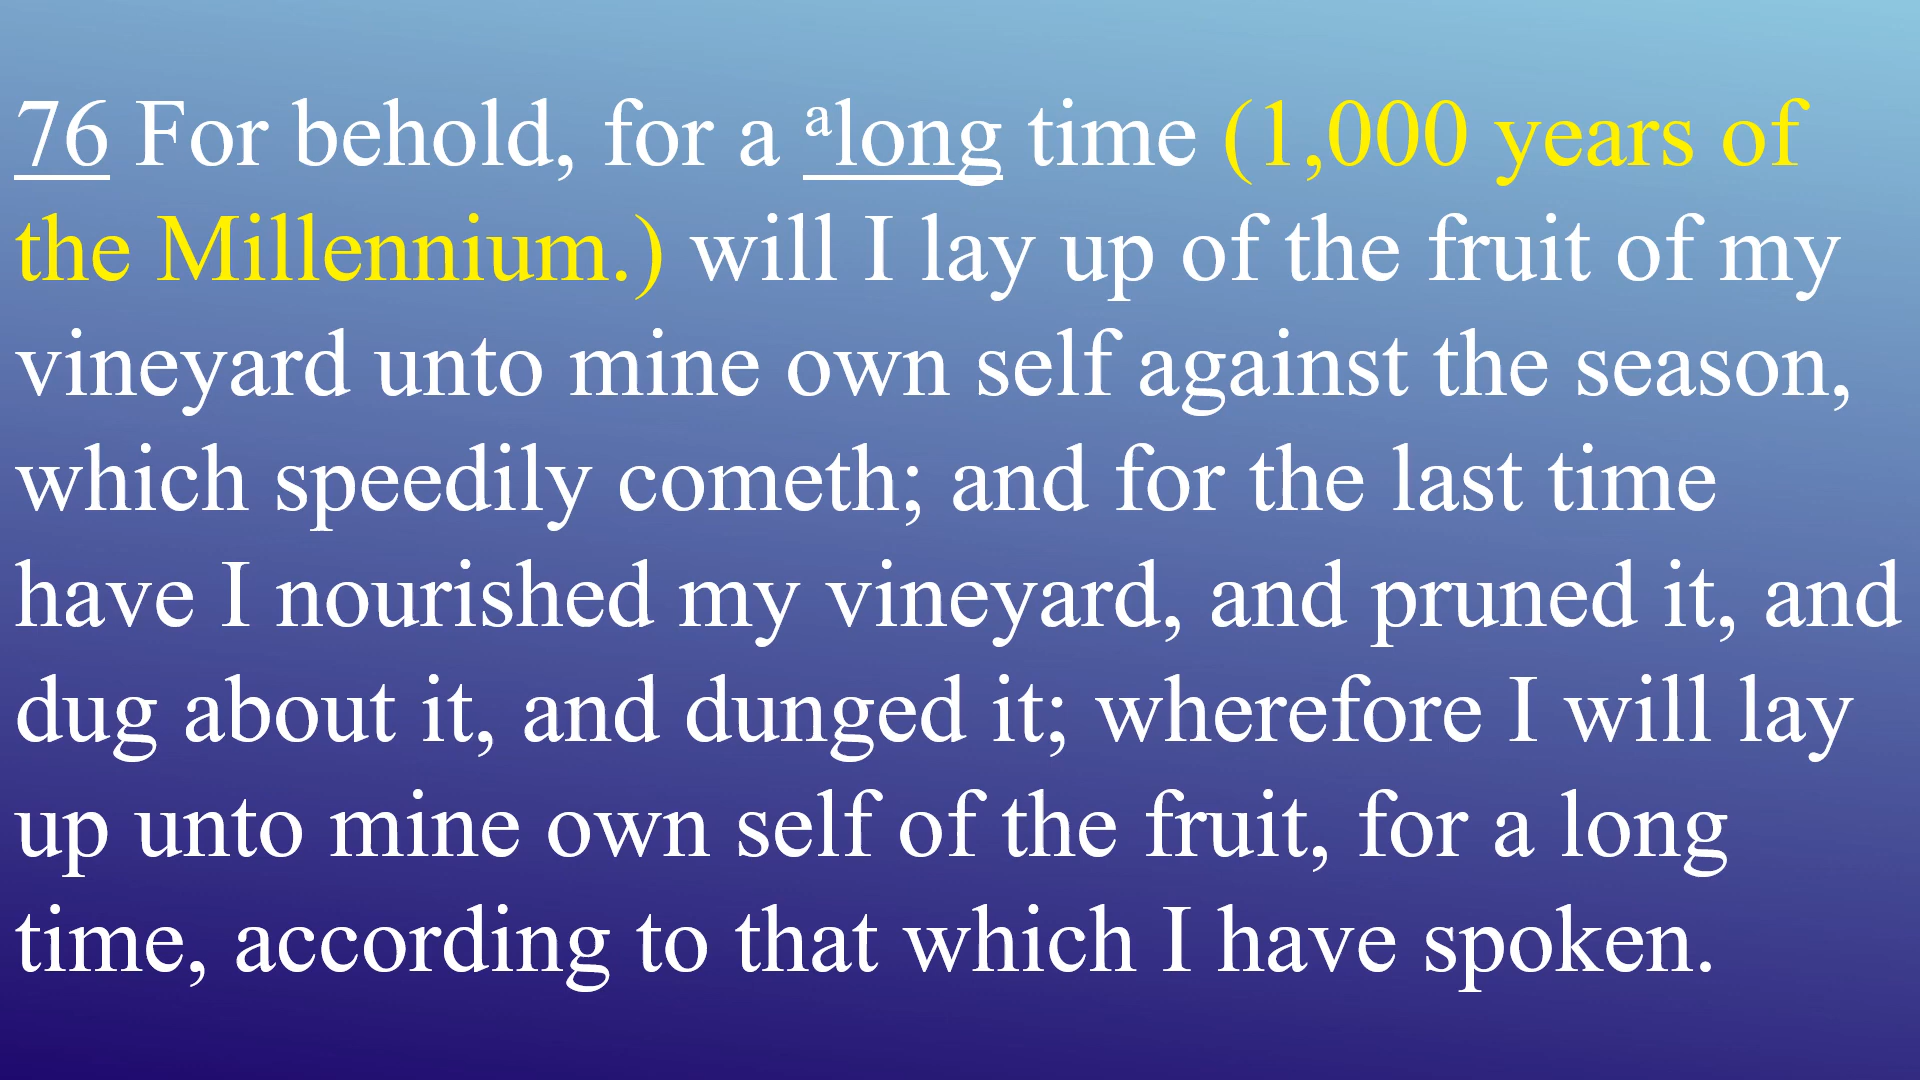 76 For behold, for a along time (1,000 years of
the Millennium.) will I lay up of the fruit of my
vineyard unto mine own self against the season,
which speedily cometh; and for the last time
have I nourished my vineyard, and pruned it, and
dug about it, and dunged it; wherefore I will lay
up unto mine own self of the fruit, for a long
time, according to that which I have spoken.